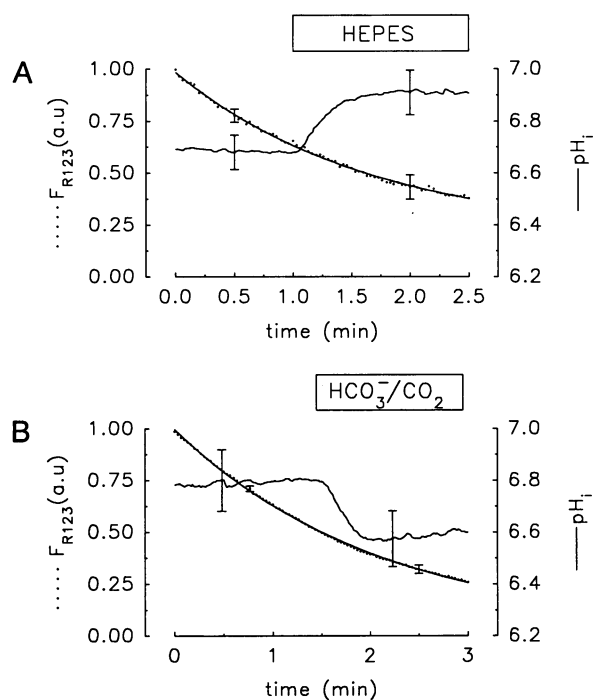 HEPES
A
1.00
0.75
0.50
0.25
0.00
..... F_R123 (a.u)
7.0
6.8
6.6
6.4
6.2
— pH_i
0.0 0.5 1.0 1.5 2.0 2.5
time (min)
HCO₃⁻/CO₂
B
1.00
0.75
0.50
0.25
0.00
..... F_R123 (a.u)
7.0
6.8
6.6
6.4
6.2
— pH_i
0 1 2 3
time (min)